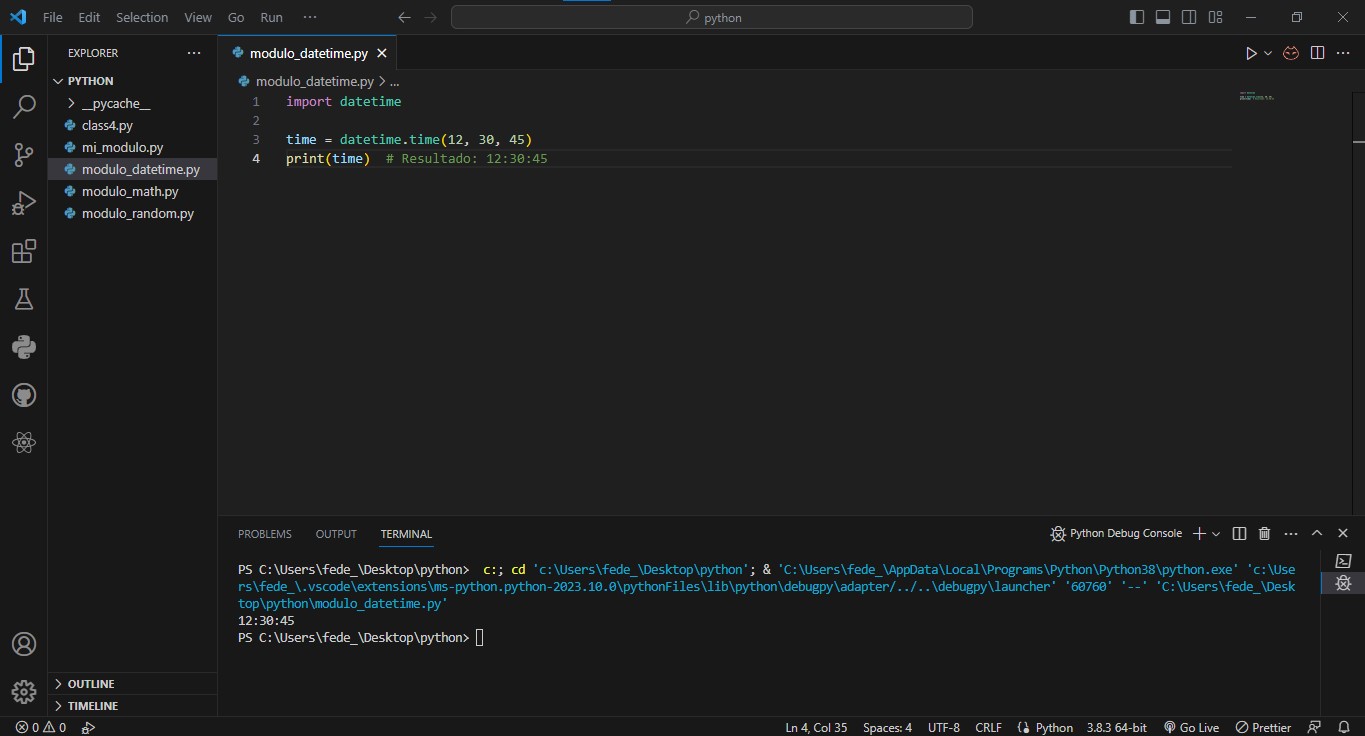 File Edit Selection View Go Run ···
python
EXPLORER ···
PYTHON
__pycache__
class4.py
mi_modulo.py
modulo_datetime.py
modulo_math.py
modulo_random.py
OUTLINE
TIMELINE
modulo_datetime.py
modulo_datetime.py > ...
1 import datetime
2
3 time = datetime.time(12, 30, 45)
4 print(time)  # Resultado: 12:30:45
PROBLEMS OUTPUT TERMINAL
Python Debug Console
PS C:\Users\fede_\Desktop\python>  c:; cd 'c:\Users\fede_\Desktop\python'; & 'C:\Users\fede_\AppData\Local\Programs\Python\Python38\python.exe' 'c:\Use
rs\fede_\.vscode\extensions\ms-python.python-2023.10.0\pythonFiles\lib\python\debugpy\adapter/../..\debugpy\launcher' '60760' '--' 'C:\Users\fede_\Desk
top\python\modulo_datetime.py'
12:30:45
PS C:\Users\fede_\Desktop\python>
0 0
Ln 4, Col 35 Spaces: 4 UTF-8 CRLF Python 3.8.3 64-bit Go Live Prettier